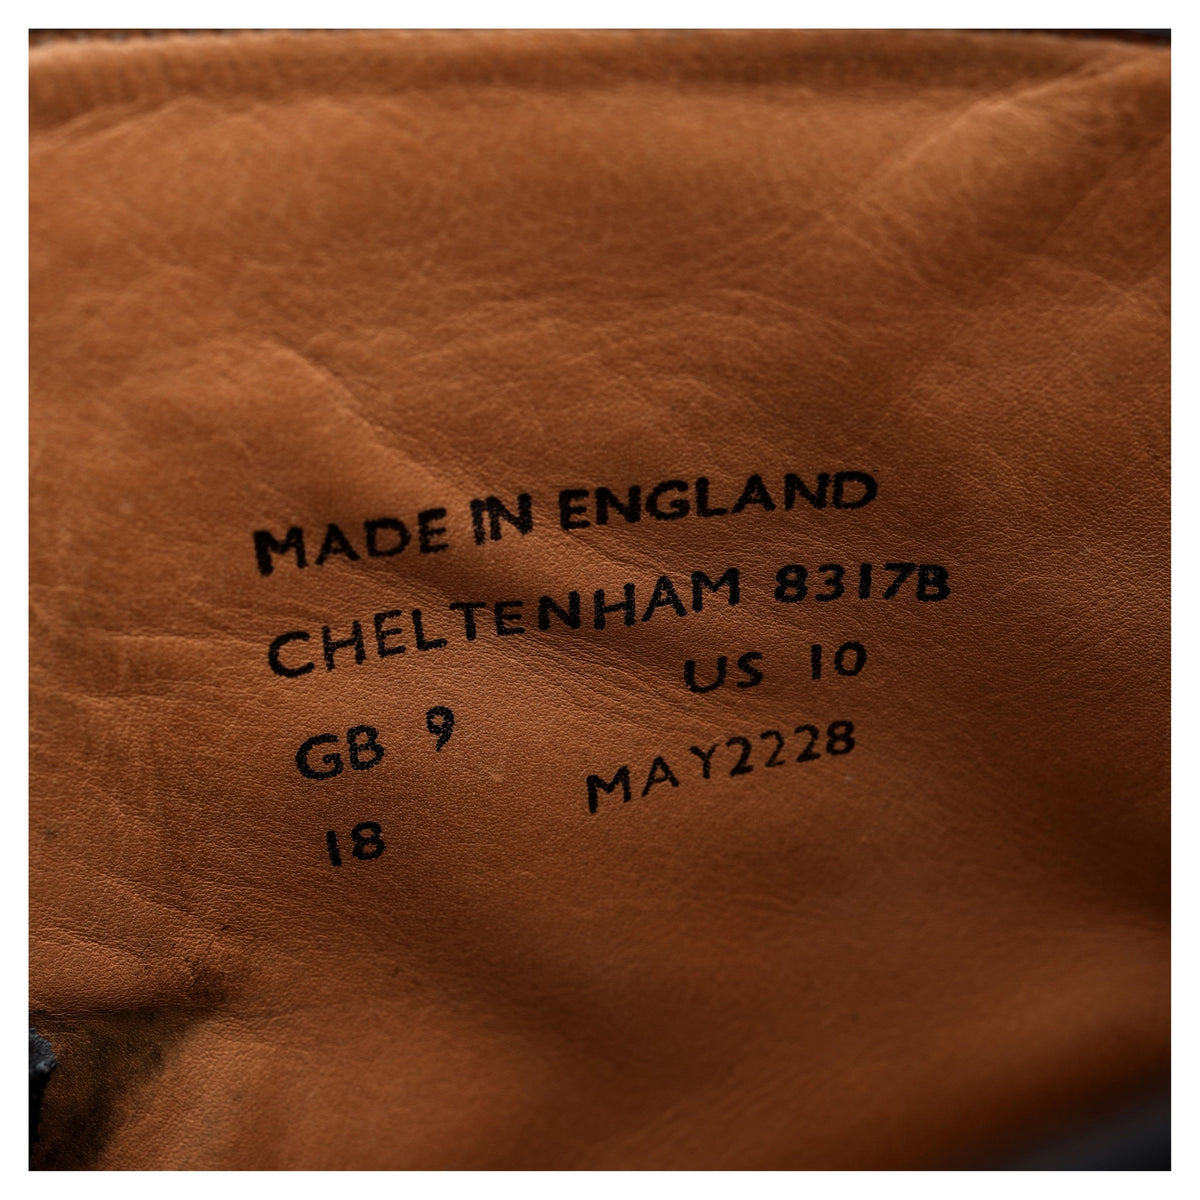 MADE IN ENGLAND
CHELTENHAM 8317B
GB 9 US 10
18 MAY2228